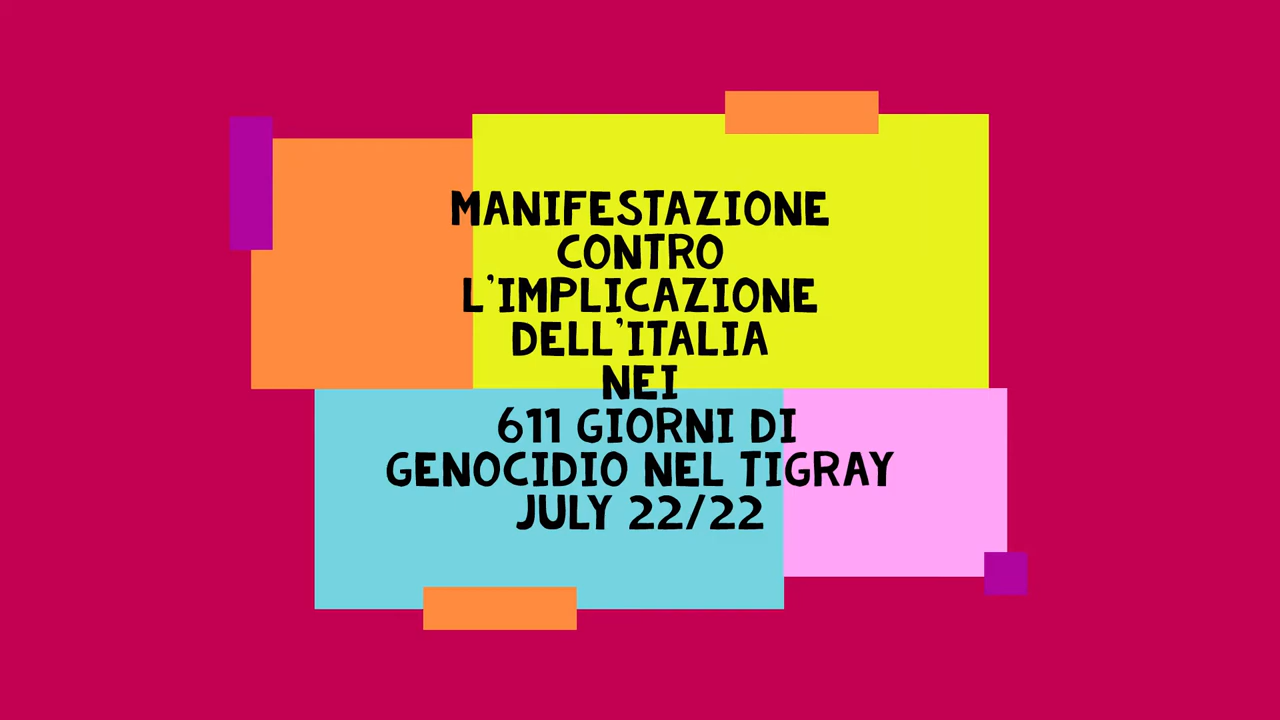 MANIFESTAZIONE
CONTRO
L'IMPLICAZIONE
DELL'ITALIA
NEI
611 GIORNI DI
GENOCIDIO NEL TIGRAY
JULY 22/22